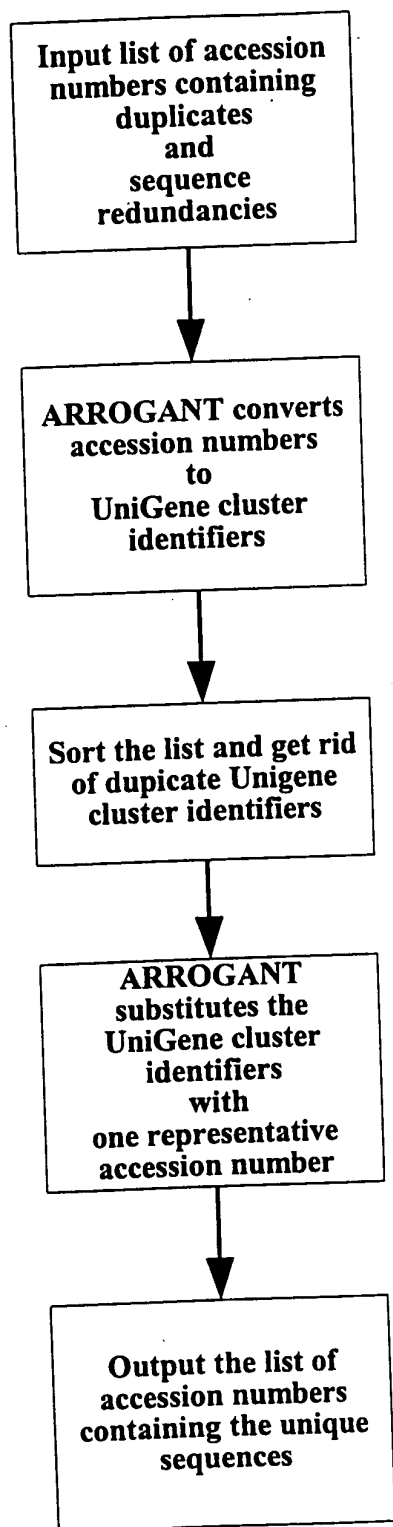 Input list of accession
numbers containing
duplicates
and
sequence
redundancies
ARROGANT converts
accession numbers
to
UniGene cluster
identifiers
Sort the list and get rid
of dupicate Unigene
cluster identifiers
ARROGANT
substitutes the
UniGene cluster
identifiers
with
one representative
accession number
Output the list of
accession numbers
containing the unique
sequences